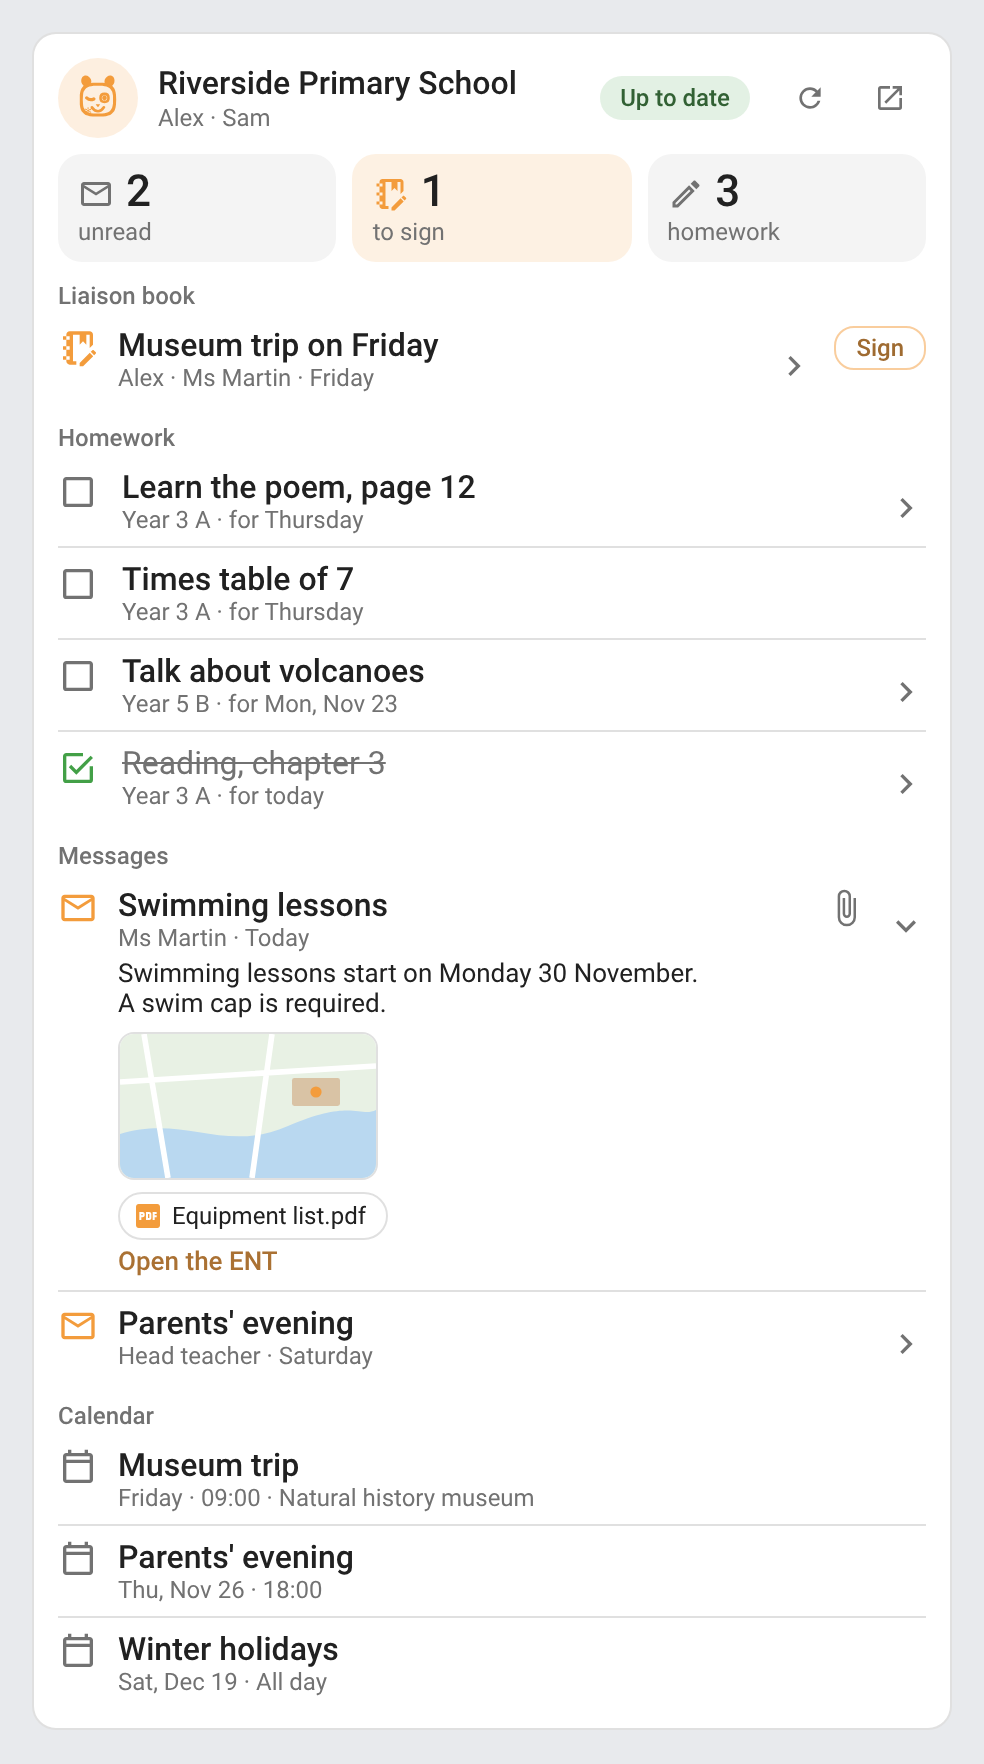 Riverside Primary School
Alex · Sam
Up to date
2
unread
1
to sign
3
homework
Liaison book
Museum trip on Friday
Alex · Ms Martin · Friday
Sign
Homework
Learn the poem, page 12
Year 3 A · for Thursday
Times table of 7
Year 3 A · for Thursday
Talk about volcanoes
Year 5 B · for Mon, Nov 23
Reading, chapter 3
Year 3 A · for today
Messages
Swimming lessons
Ms Martin · Today
Swimming lessons start on Monday 30 November.
A swim cap is required.
PDF Equipment list.pdf
Open the ENT
Parents' evening
Head teacher · Saturday
Calendar
Museum trip
Friday · 09:00 · Natural history museum
Parents' evening
Thu, Nov 26 · 18:00
Winter holidays
Sat, Dec 19 · All day